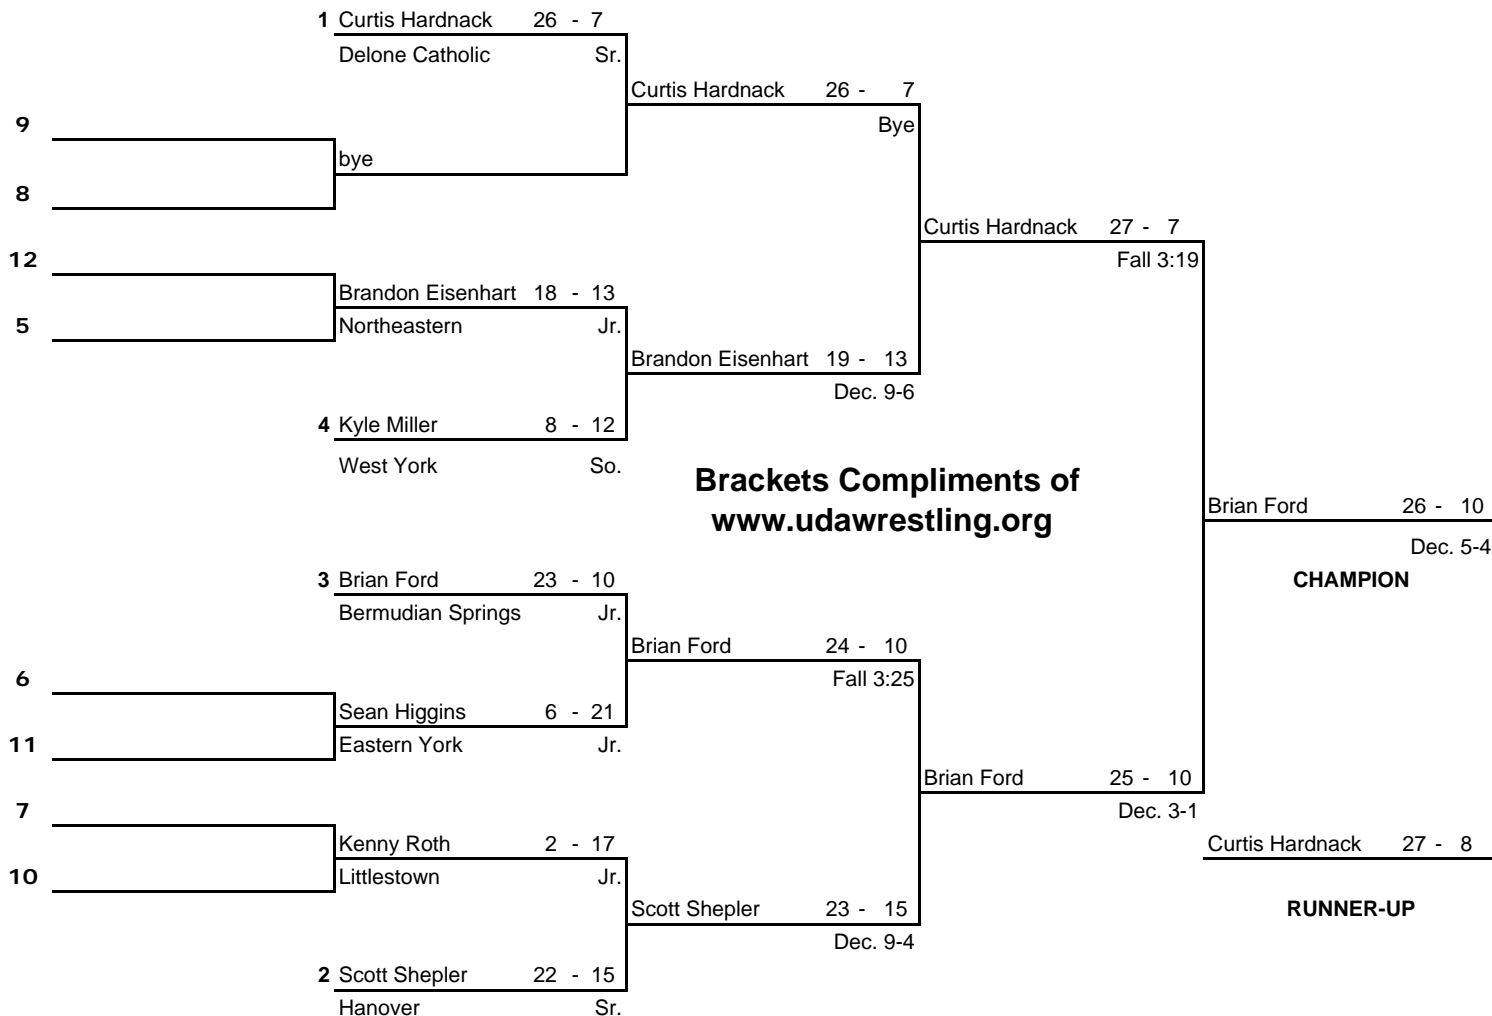 1 Curtis Hardnack 26 - 7
Delone Catholic Sr.
Curtis Hardnack 26 - 7
Bye
9
bye
8
Curtis Hardnack 27 - 7
Fall 3:19
12
Brandon Eisenhart 18 - 13
Northeastern Jr.
5
Brandon Eisenhart 19 - 13
Dec. 9-6
4 Kyle Miller 8 - 12
West York So.
Brackets Compliments of
www.udawrestling.org
Brian Ford 26 - 10
Dec. 5-4
CHAMPION
3 Brian Ford 23 - 10
Bermudian Springs Jr.
Brian Ford 24 - 10
Fall 3:25
6
Sean Higgins 6 - 21
Eastern York Jr.
11
Brian Ford 25 - 10
Dec. 3-1
7
Kenny Roth 2 - 17
Littlestown Jr.
10
Curtis Hardnack 27 - 8
RUNNER-UP
Scott Shepler 23 - 15
Dec. 9-4
2 Scott Shepler 22 - 15
Hanover Sr.